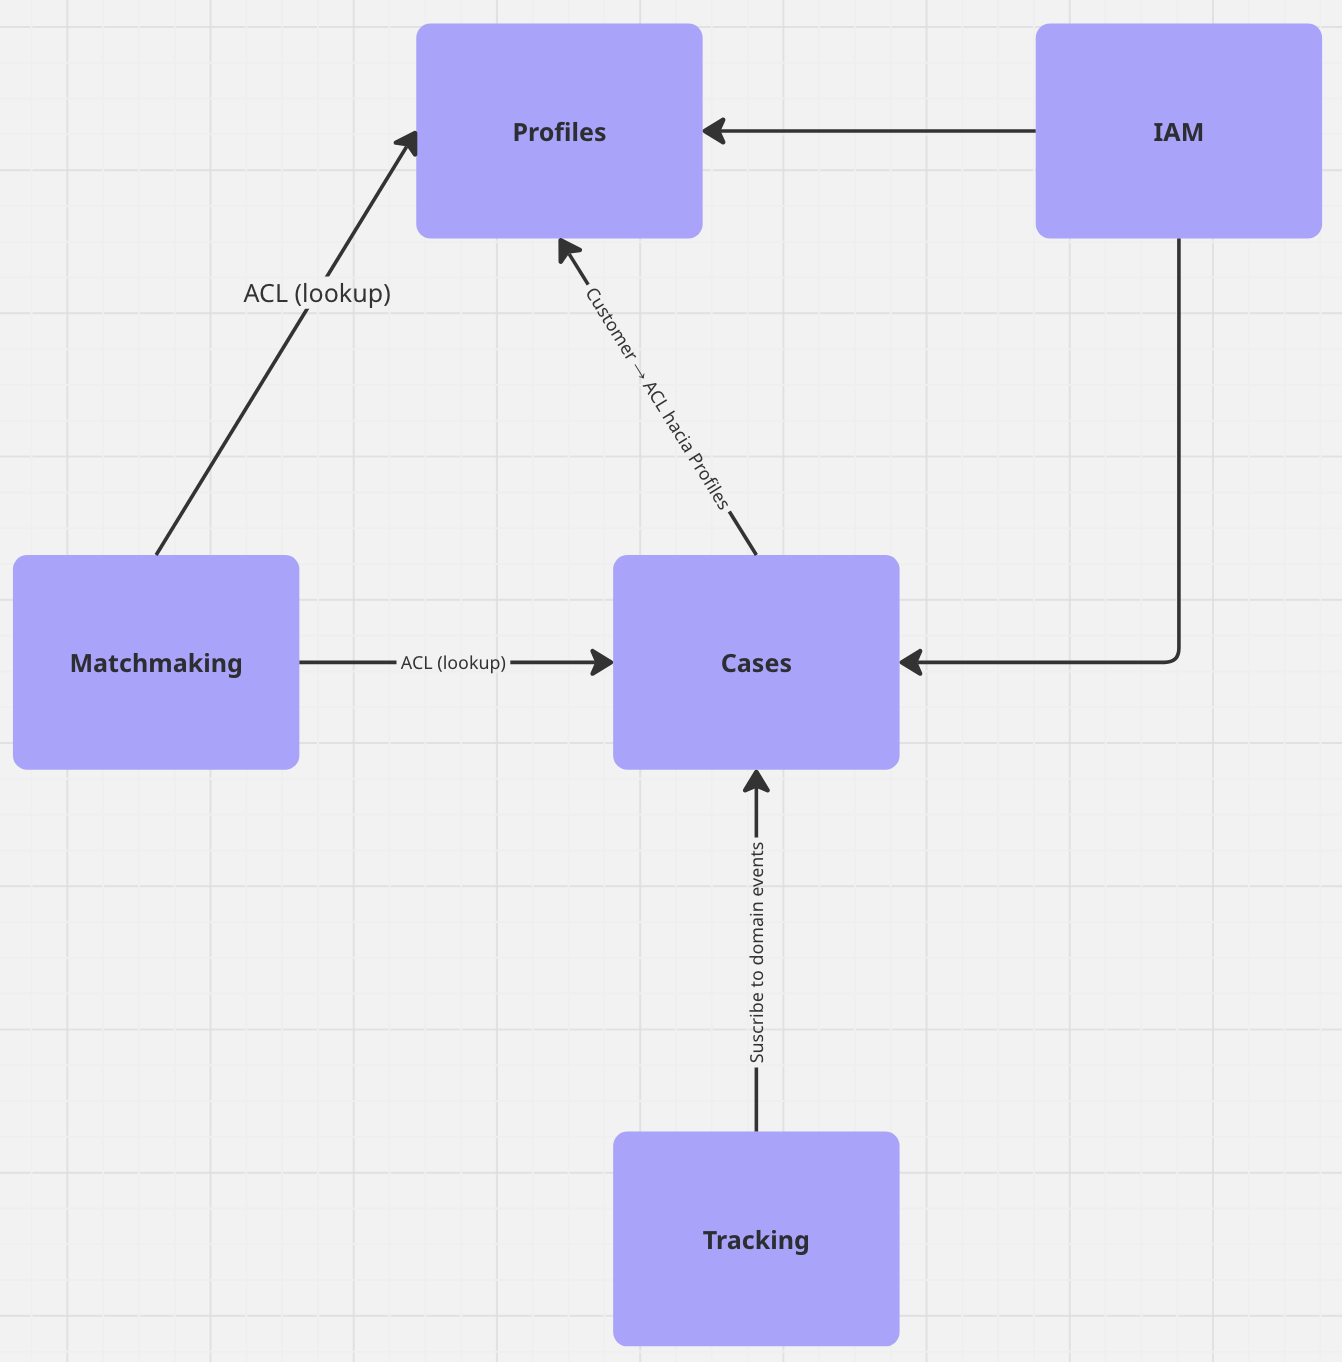 Profiles
IAM
ACL (lookup)
Customer → ACL hacia Profiles
Matchmaking
ACL (lookup)
Cases
Suscribe to domain events
Tracking